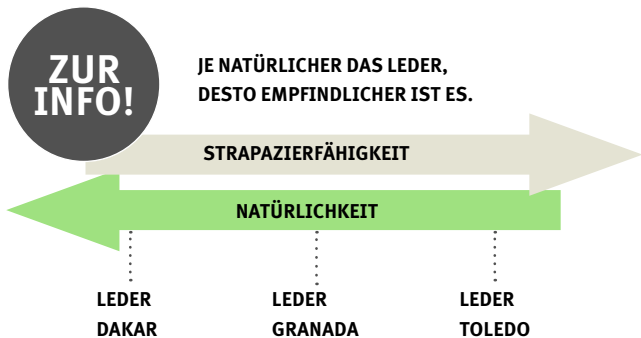 ZUR
INFO!
JE NATÜRLICHER DAS LEDER,
DESTO EMPFINDLICHER IST ES.
STRAPAZIERFÄHIGKEIT
NATÜRLICHKEIT
LEDER
DAKAR
LEDER
GRANADA
LEDER
TOLEDO